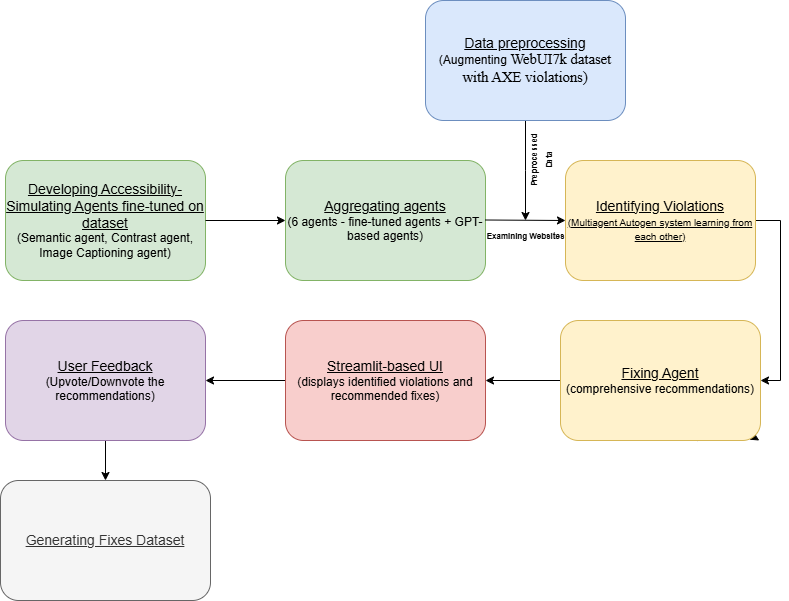 Data preprocessing
(Augmenting WebUI7k dataset
with AXE violations)
Preprocessed
Data
Developing Accessibility-
Simulating Agents fine-tuned on
dataset
(Semantic agent, Contrast agent,
Image Captioning agent)
Aggregating agents
(6 agents - fine-tuned agents + GPT-
based agents)
Examining Websites
Identifying Violations
(Multiagent Autogen system learning from
each other)
User Feedback
(Upvote/Downvote the
recommendations)
Streamlit-based UI
(displays identified violations and
recommended fixes)
Fixing Agent
(comprehensive recommendations)
Generating Fixes Dataset